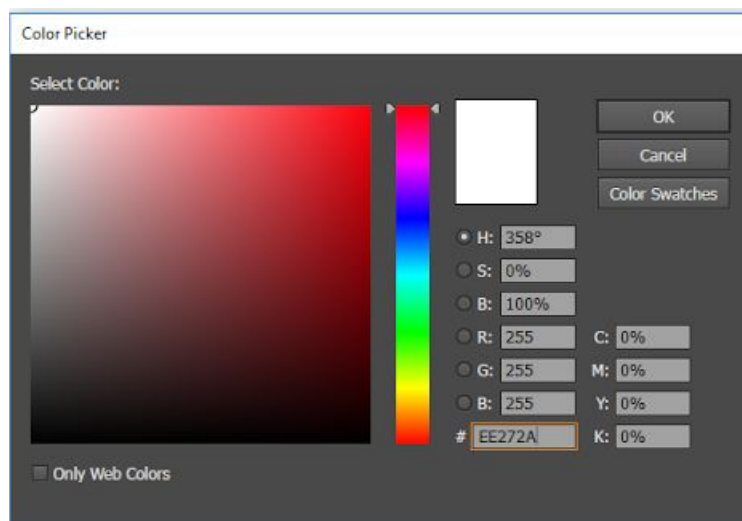 Color Picker
Select Color:
OK
Cancel
Color Swatches
H: 358°
S: 0%
B: 100%
R: 255 C: 0%
G: 255 M: 0%
B: 255 Y: 0%
# EE272A K: 0%
Only Web Colors